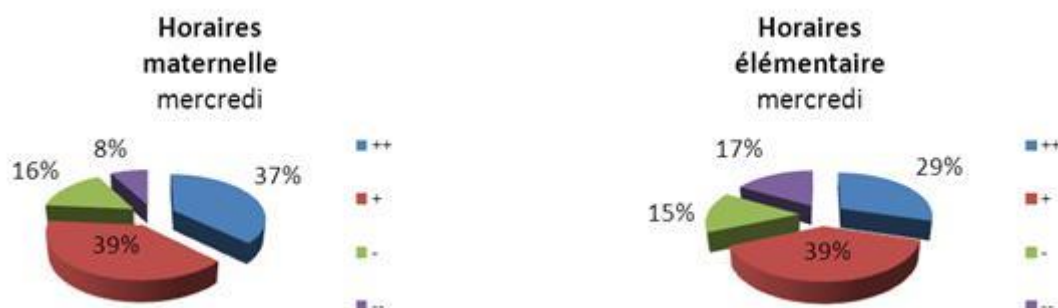 Horaires
maternelle
mercredi
8%
16%
37%
39%
++
+
-
--
Horaires
élémentaire
mercredi
17%
29%
15%
39%
++
+
-
--